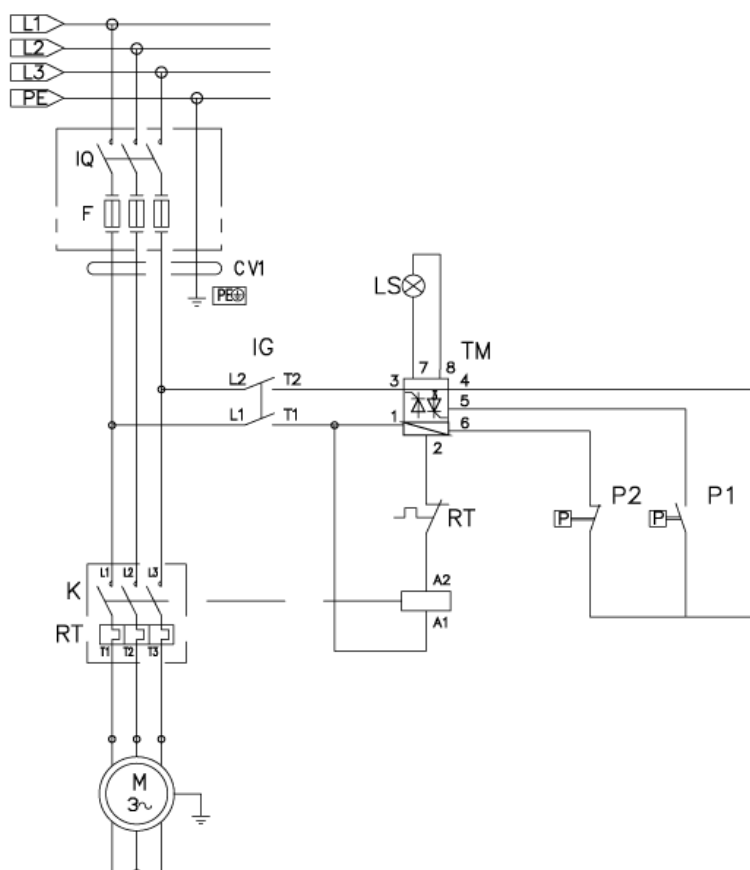 L1
L2
L3
PE
IQ
F
CV1
PE
LS
IG
TM
7 8
L2 T2 3 4
5
L1 T1 1 6
2
P2 P1
P P
RT
L1 L2 L3
K
A2
A1
RT
T1 T2 T3
M
3~